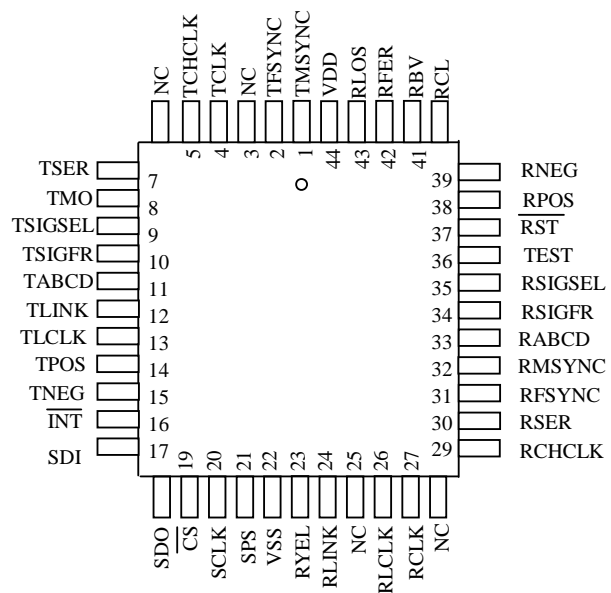 NC
TCHCLK
TCLK
NC
TFSYNC
TMSYNC
VDD
RLOS
RFER
RBV
RCL
5
4
3
2
1
44
43
42
41
TSER
7
TMO
8
TSIGSEL
9
TSIGFR
10
TABCD
11
TLINK
12
TLCLK
13
TPOS
14
TNEG
15
INT
16
SDI
17
39
RNEG
38
RPOS
37
RST
36
TEST
35
RSIGSEL
34
RSIGFR
33
RABCD
32
RMSYNC
31
RFSYNC
30
RSER
29
RCHCLK
19
20
21
22
23
24
25
26
27
SDO
CS
SCLK
SPS
VSS
RYEL
RLINK
NC
RLCLK
RCLK
NC